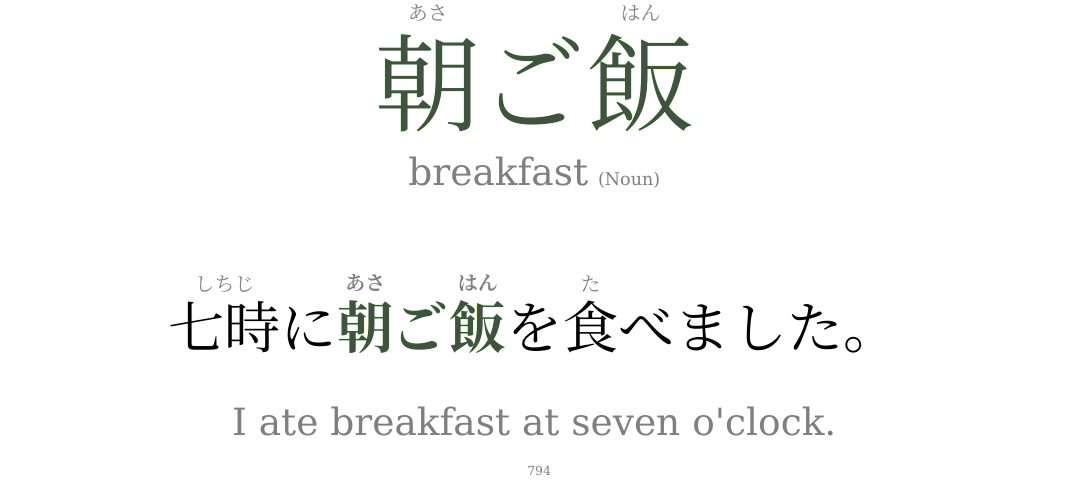 あさ はん
朝ご飯
breakfast (Noun)
しちじ あさ はん た
七時に朝ご飯を食べました。
I ate breakfast at seven o'clock.
794